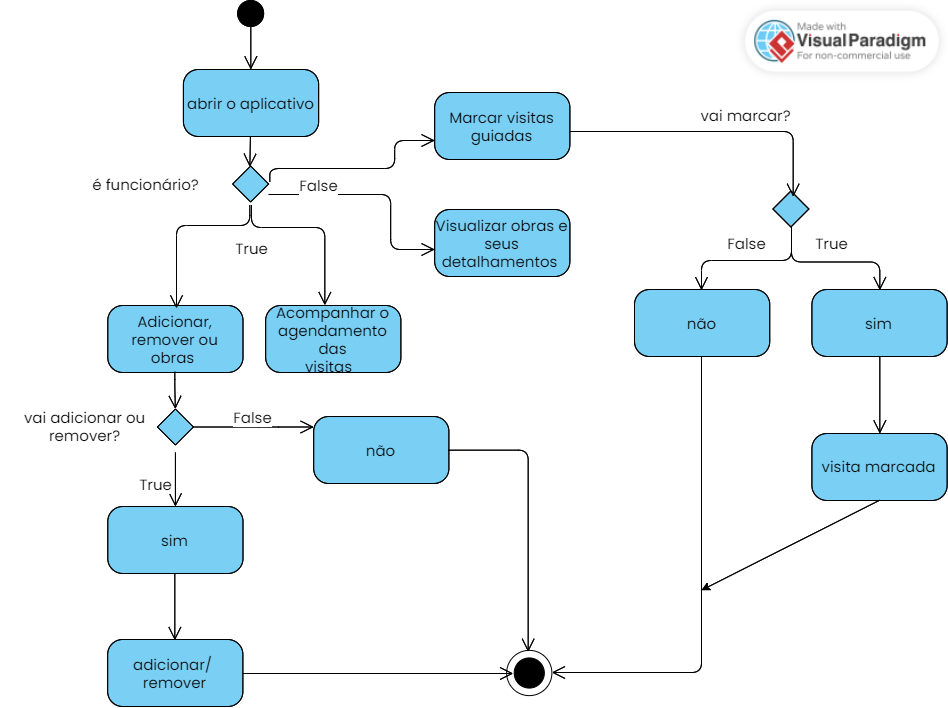 Made with
Visual Paradigm
For non-commercial use
abrir o aplicativo
Marcar visitas
guiadas
vai marcar?
é funcionário?
False
True
Visualizar obras e
seus
detalhamentos
False
True
Adicionar,
remover ou
obras
Acompanhar o
agendamento
das
visitas
não
sim
vai adicionar ou
remover?
False
não
visita marcada
True
sim
adicionar/
remover